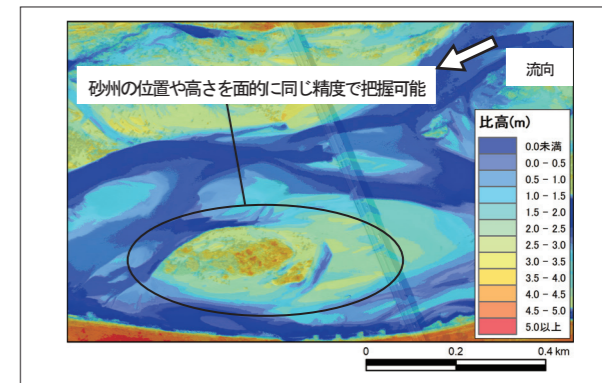 流向
砂州の位置や高さを面的に同じ精度で把握可能
比高(m)
0.0未満
0.0 - 0.5
0.5 - 1.0
1.0 - 1.5
1.5 - 2.0
2.0 - 2.5
2.5 - 3.0
3.0 - 3.5
3.5 - 4.0
4.0 - 4.5
4.5 - 5.0
5.0以上
0 0.2 0.4 km